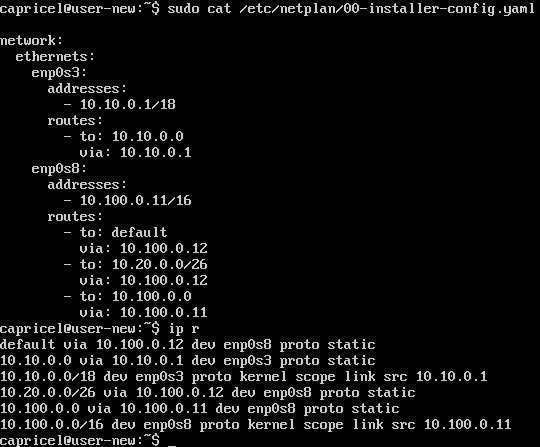 capricel@user-new:~$ sudo cat /etc/netplan/00-installer-config.yaml

network:
  ethernets:
    enp0s3:
      addresses:
        - 10.10.0.1/18
      routes:
        - to: 10.10.0.0
          via: 10.10.0.1
    enp0s8:
      addresses:
        - 10.100.0.11/16
      routes:
        - to: default
          via: 10.100.0.12
        - to: 10.20.0.0/26
          via: 10.100.0.12
        - to: 10.100.0.0
          via: 10.100.0.11
capricel@user-new:~$ ip r
default via 10.100.0.12 dev enp0s8 proto static
10.10.0.0 via 10.10.0.1 dev enp0s3 proto static
10.10.0.0/18 dev enp0s3 proto kernel scope link src 10.10.0.1
10.20.0.0/26 via 10.100.0.12 dev enp0s8 proto static
10.100.0.0 via 10.100.0.11 dev enp0s8 proto static
10.100.0.0/16 dev enp0s8 proto kernel scope link src 10.100.0.11
capricel@user-new:~$ _